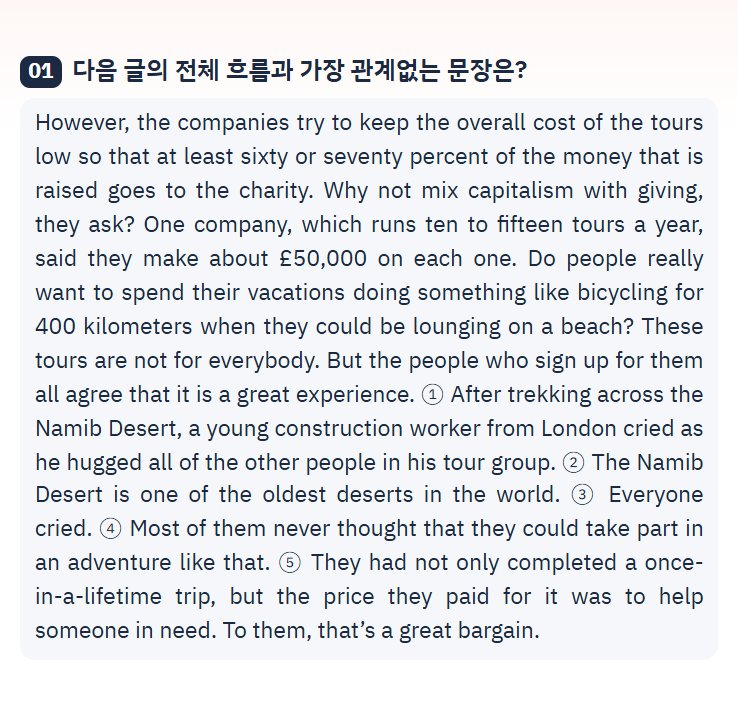 01 다음 글의 전체 흐름과 가장 관계없는 문장은?
However, the companies try to keep the overall cost of the tours
low so that at least sixty or seventy percent of the money that is
raised goes to the charity. Why not mix capitalism with giving,
they ask? One company, which runs ten to fifteen tours a year,
said they make about £50,000 on each one. Do people really
want to spend their vacations doing something like bicycling for
400 kilometers when they could be lounging on a beach? These
tours are not for everybody. But the people who sign up for them
all agree that it is a great experience. ① After trekking across the
Namib Desert, a young construction worker from London cried as
he hugged all of the other people in his tour group. ② The Namib
Desert is one of the oldest deserts in the world. ③ Everyone
cried. ④ Most of them never thought that they could take part in
an adventure like that. ⑤ They had not only completed a once-
in-a-lifetime trip, but the price they paid for it was to help
someone in need. To them, that’s a great bargain.